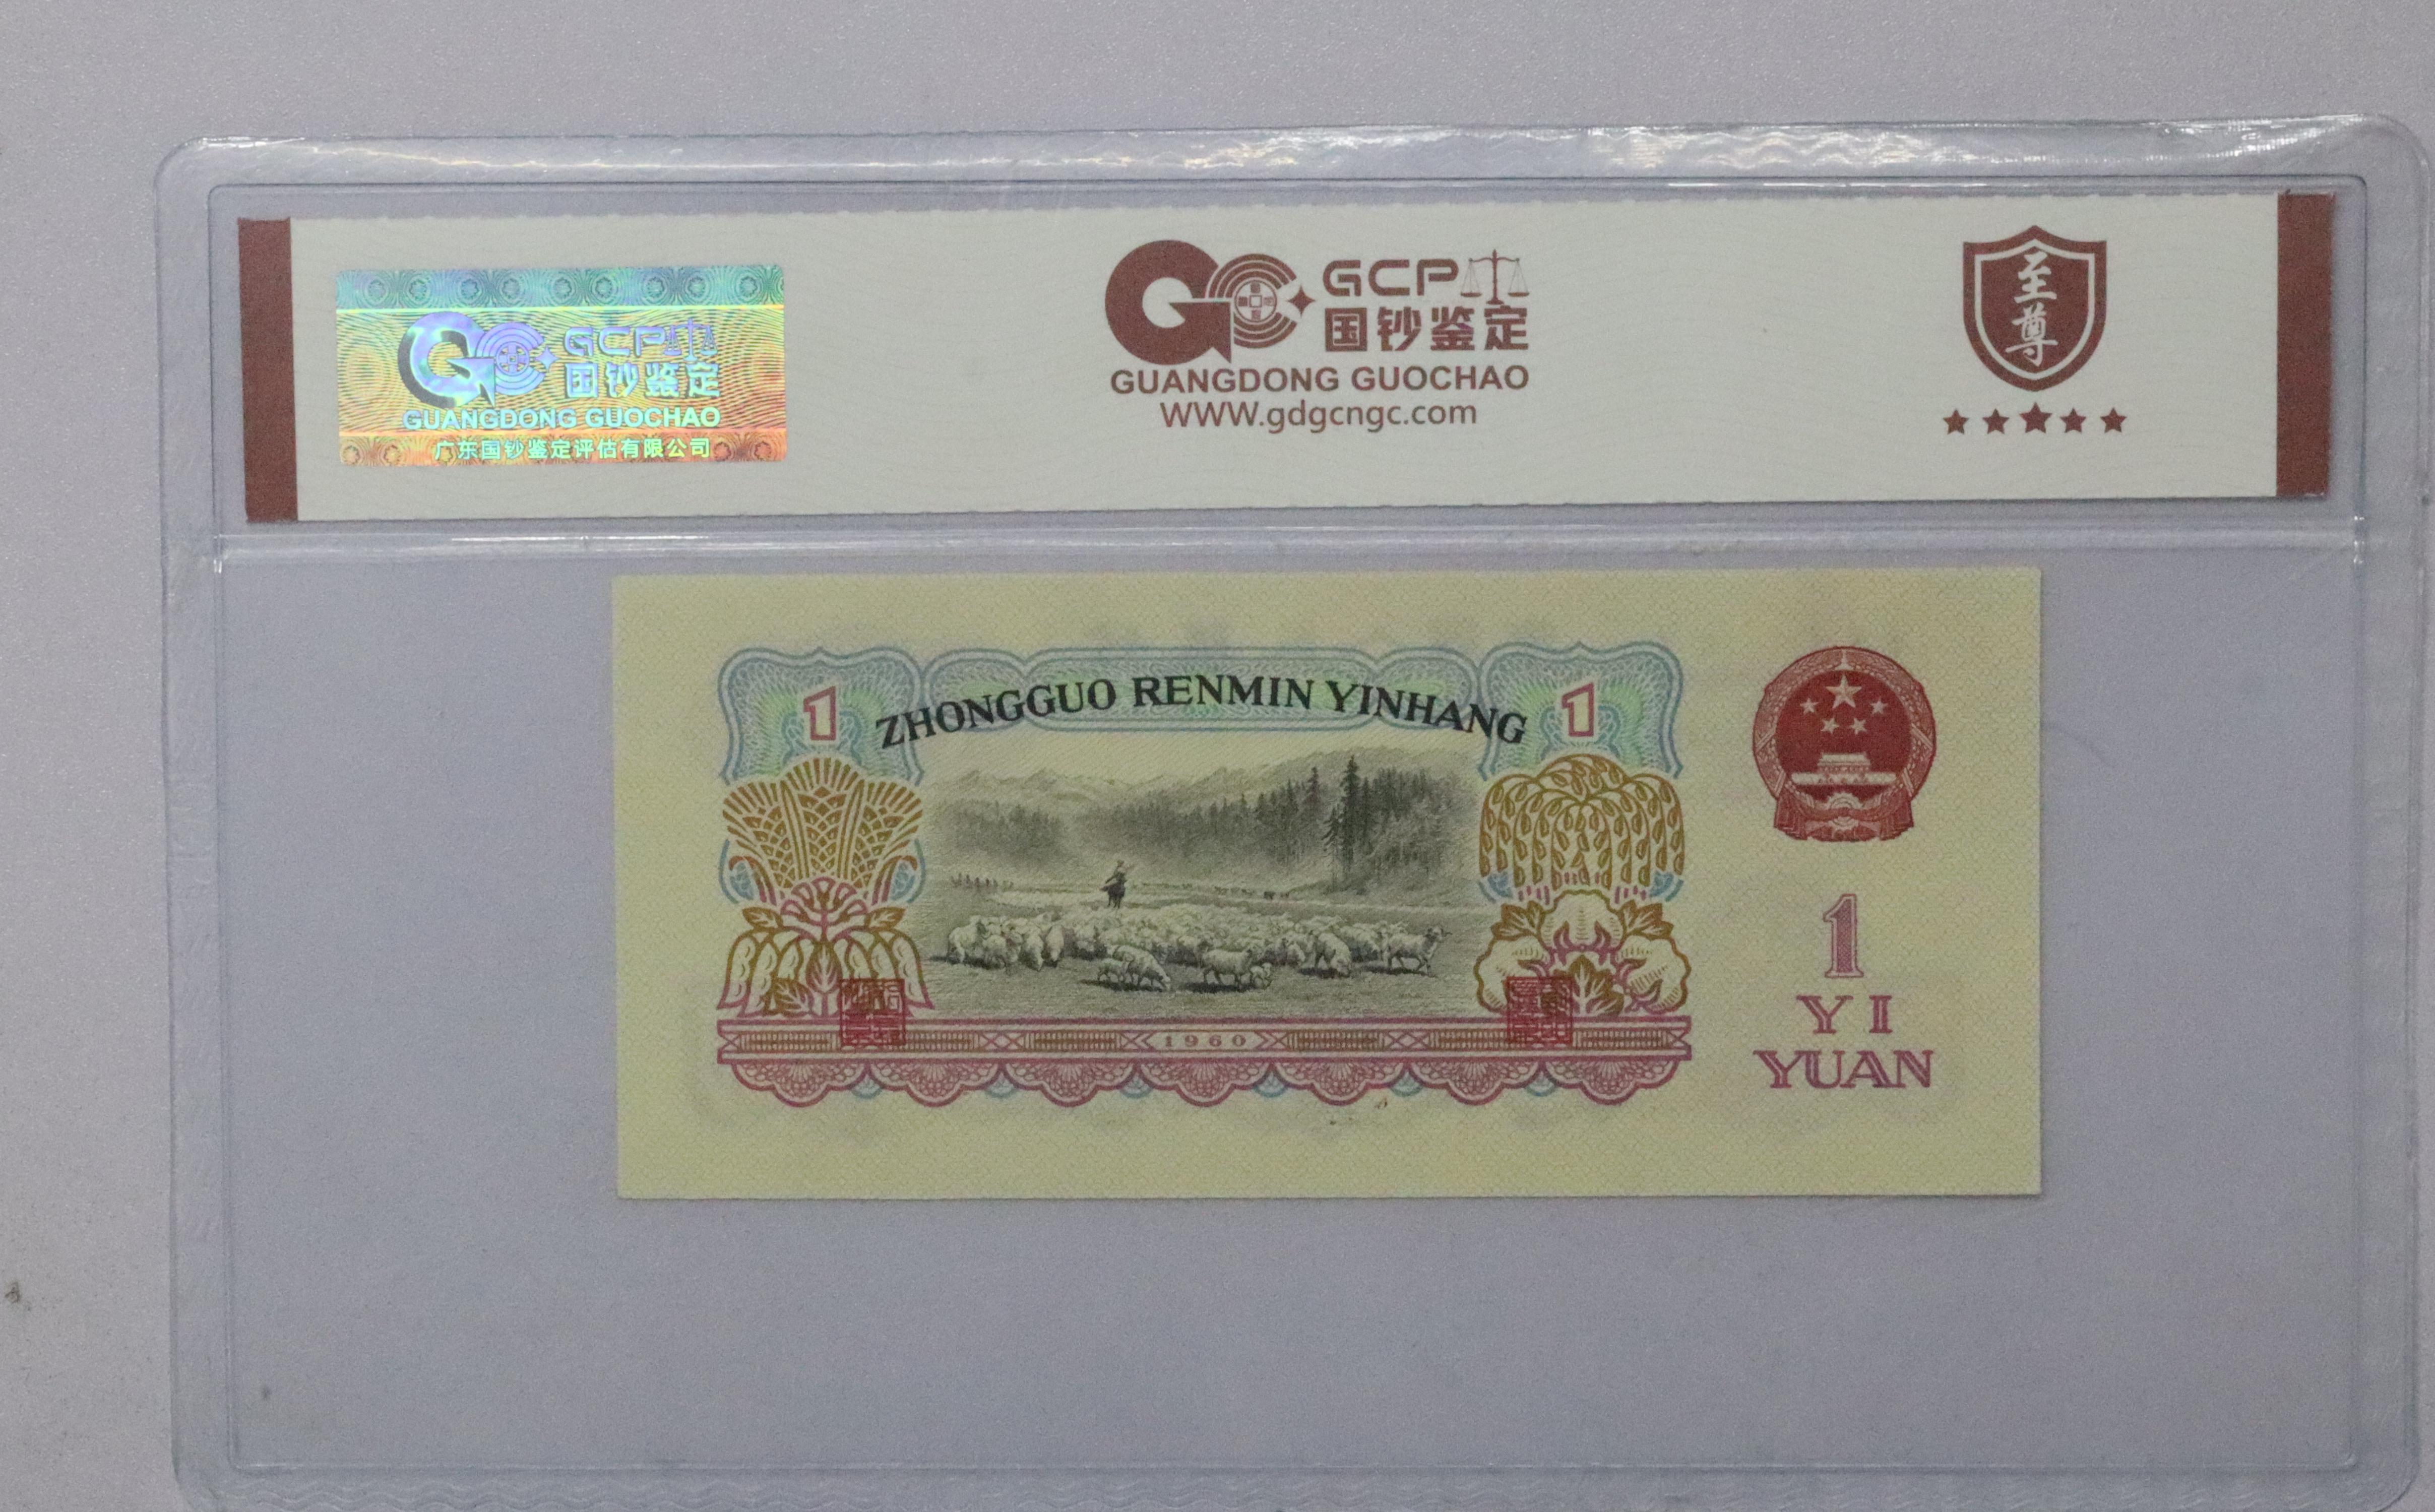 GCP
国钞鉴定
GUANGDONG GUOCHAO
广东国钞鉴定评估有限公司
GCP
国钞鉴定
GUANGDONG GUOCHAO
WWW.gdgcngc.com
至尊
1
ZHONGGUO RENMIN YINHANG
1
1960
1
YI
YUAN